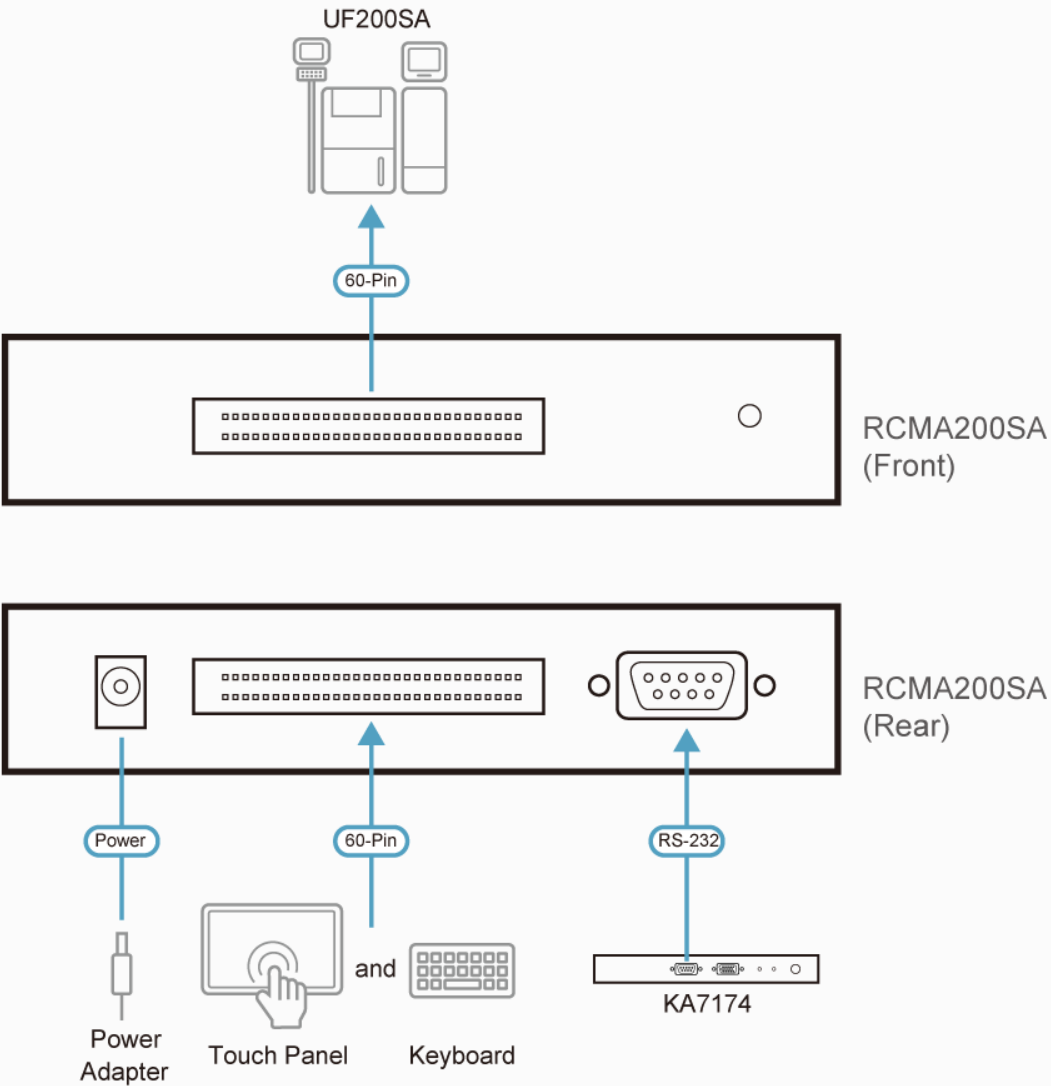 UF200SA
60-Pin
RCMA200SA
(Front)
RCMA200SA
(Rear)
Power
60-Pin
RS-232
and
KA7174
Power
Adapter
Touch Panel
Keyboard